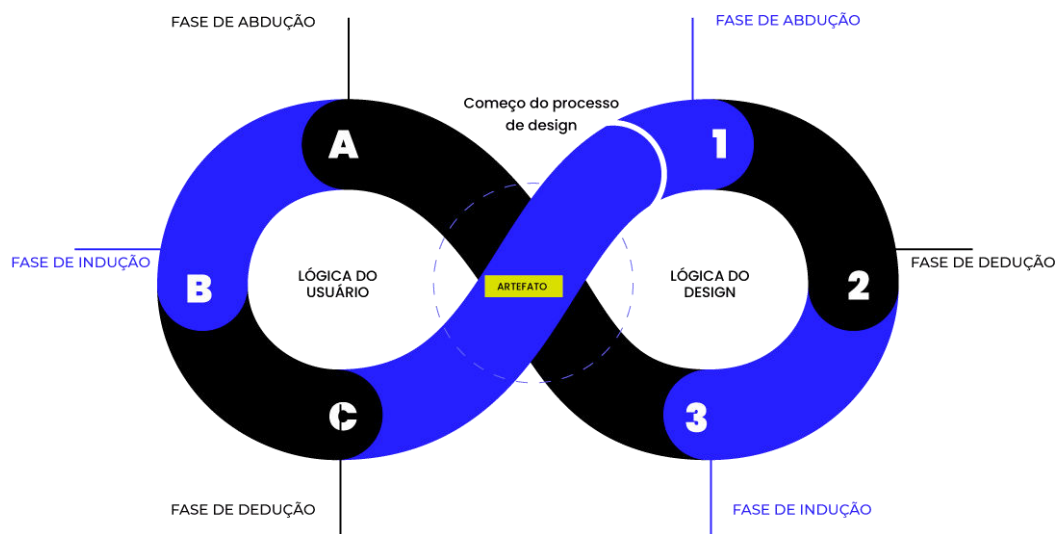 FASE DE ABDUÇÃO
FASE DE ABDUÇÃO
Começo do processo
de design
A
1
FASE DE INDUÇÃO
FASE DE DEDUÇÃO
LÓGICA DO
USUÁRIO
ARTEFATO
LÓGICA DO
DESIGN
B
2
C
3
FASE DE DEDUÇÃO
FASE DE INDUÇÃO